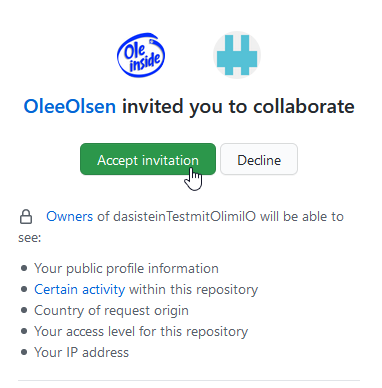 Ole
inside
OleeOlsen invited you to collaborate
Accept invitation
Decline
Owners of dasisteinTestmitOlimilO will be able to
see:
Your public profile information
Certain activity within this repository
Country of request origin
Your access level for this repository
Your IP address